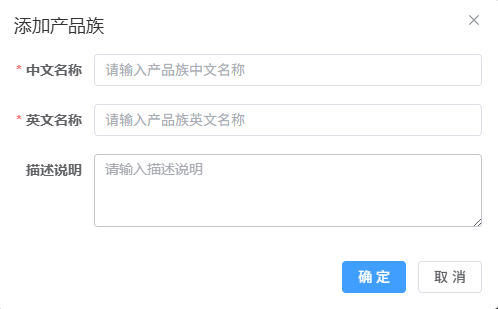 添加产品族
* 中文名称 请输入产品族中文名称
* 英文名称 请输入产品族英文名称
描述说明 请输入描述说明
确 定 取 消